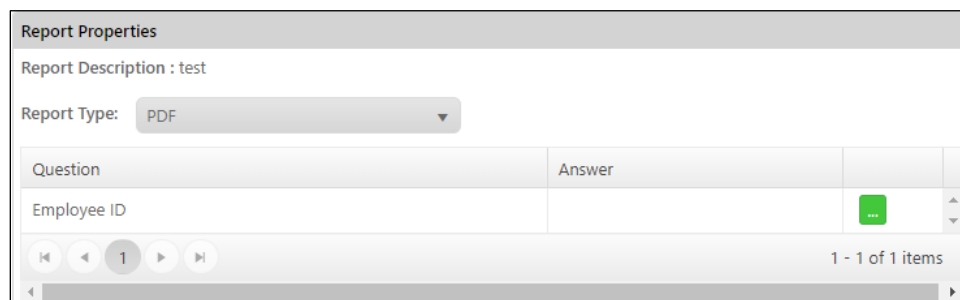 Report Properties
Report Description : test
Report Type: PDF
Question Answer
Employee ID ...
1 1 - 1 of 1 items